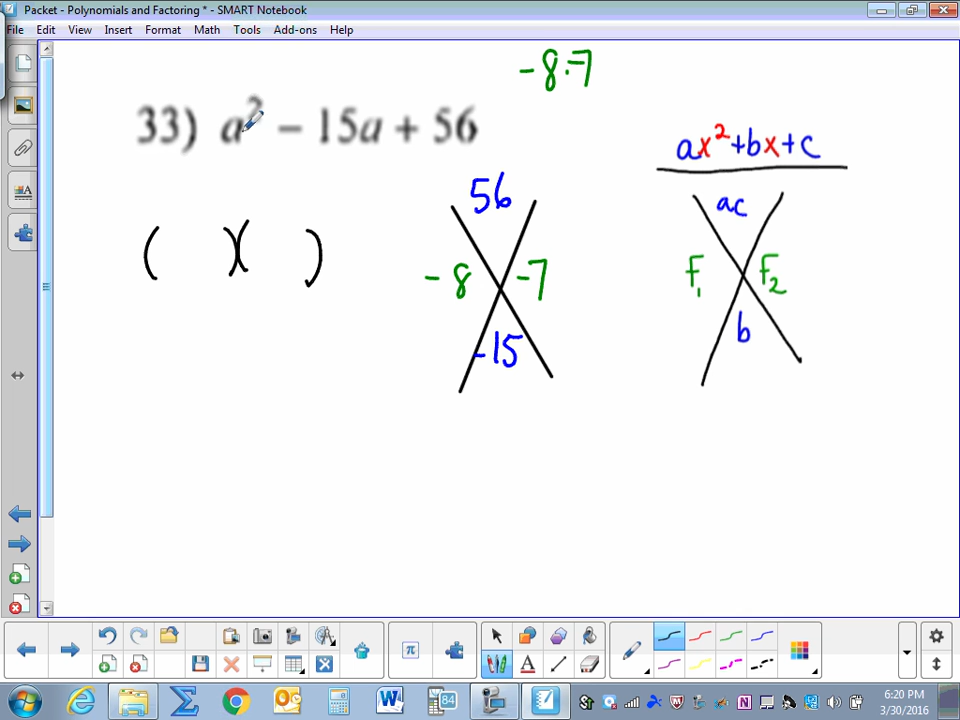 Packet - Polynomials and Factoring * - SMART Notebook
File Edit View Insert Format Math Tools Add-ons Help
-8·-7
33) a² − 15a + 56
ax²+bx+c
56
ac
( )( )
-8 -7
F₁ F₂
-15
b
π
A
84
N
6:20 PM
3/30/2016